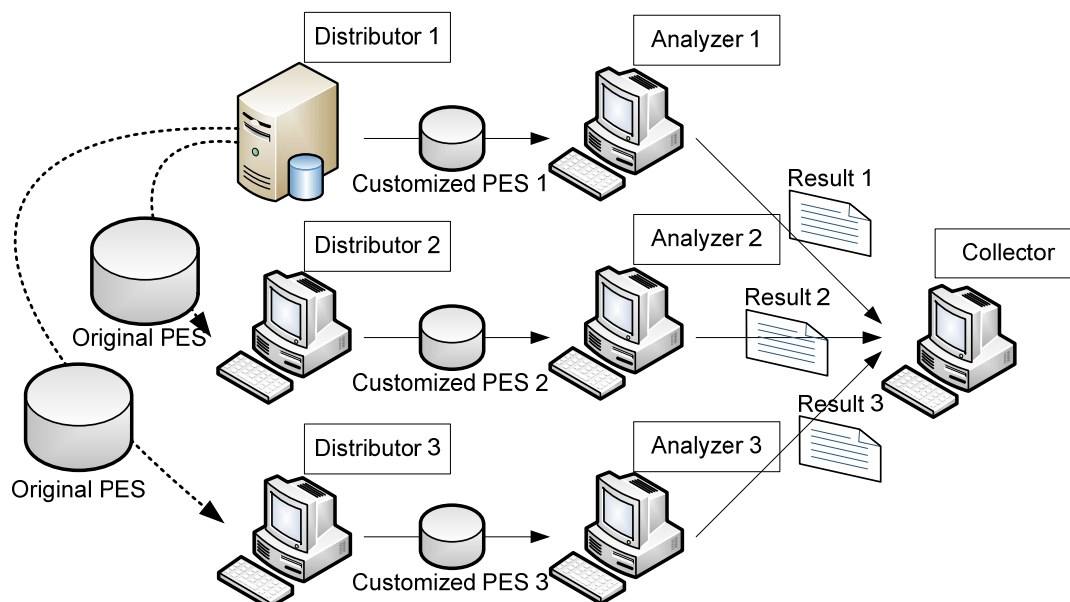 Distributor 1
Analyzer 1
Customized PES 1
Result 1
Distributor 2
Analyzer 2
Collector
Result 2
Original PES
Customized PES 2
Result 3
Distributor 3
Analyzer 3
Original PES
Customized PES 3